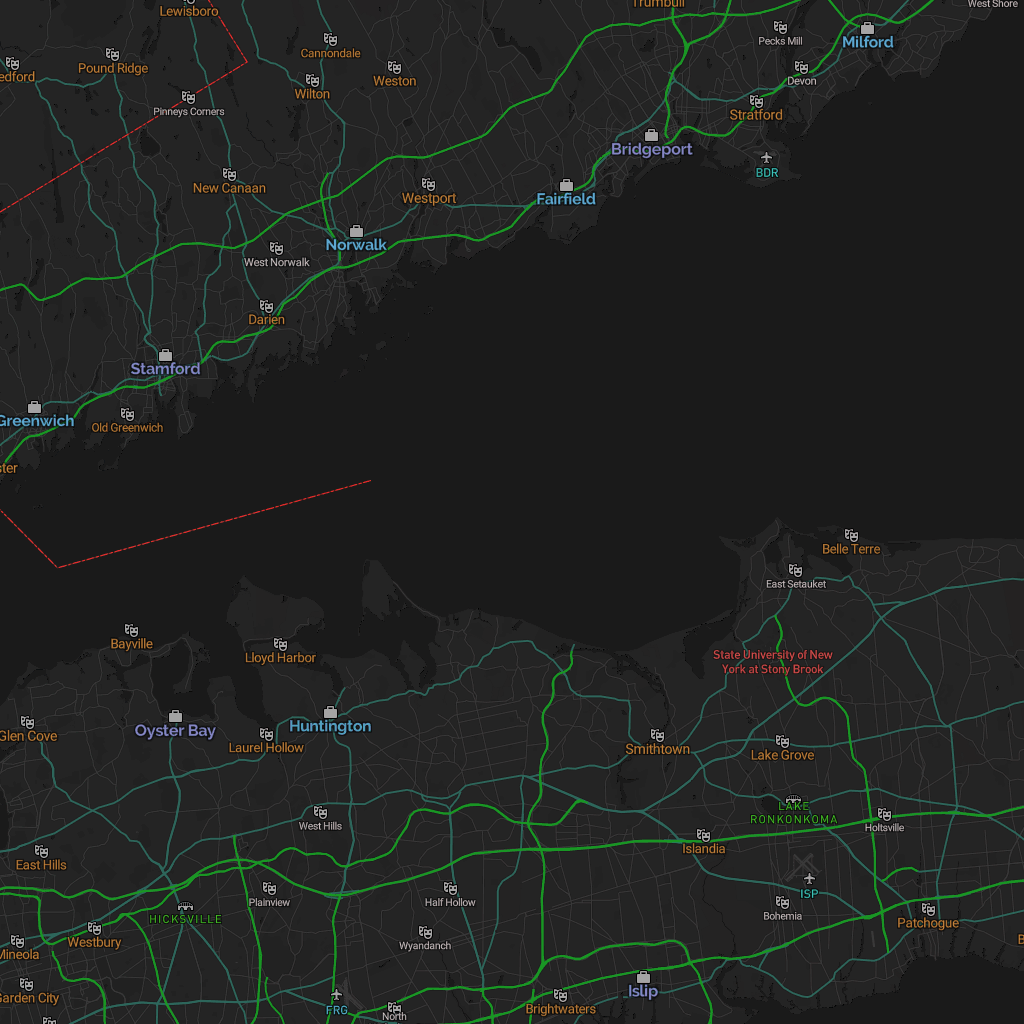 West Shore
Trumbull
Lewisboro
Pecks Mill
Milford
Cannondale
Pound Ridge
Weston
Devon
edford
Wilton
Pinneys Corners
Stratford
Bridgeport
BDR
New Canaan
Westport
Fairfield
Norwalk
West Norwalk
Darien
Stamford
Greenwich
Old Greenwich
ster
Belle Terre
East Setauket
Bayville
Lloyd Harbor
State University of New
York at Stony Brook
Huntington
Oyster Bay
Glen Cove
Laurel Hollow
Smithtown
Lake Grove
LAKE
RONKONKOMA
West Hills
Holtsville
Islandia
East Hills
ISP
Plainview
Half Hollow
Bohemia
HICKSVILLE
Patchogue
Westbury
Wyandanch
B
Mineola
Islip
Garden City
FRG
North
Brightwaters